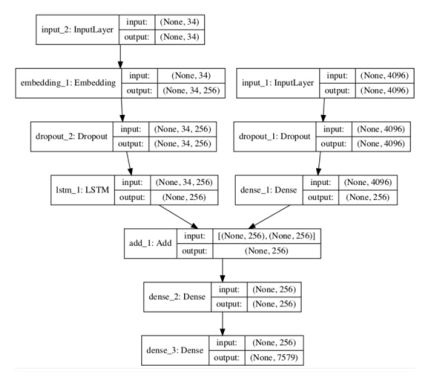 input_2: InputLayer input: (None, 34)
output: (None, 34)
embedding_1: Embedding input: (None, 34)
output: (None, 34, 256)
input_1: InputLayer input: (None, 4096)
output: (None, 4096)
dropout_2: Dropout input: (None, 34, 256)
output: (None, 34, 256)
dropout_1: Dropout input: (None, 4096)
output: (None, 4096)
lstm_1: LSTM input: (None, 34, 256)
output: (None, 256)
dense_1: Dense input: (None, 4096)
output: (None, 256)
add_1: Add input: [(None, 256), (None, 256)]
output: (None, 256)
dense_2: Dense input: (None, 256)
output: (None, 256)
dense_3: Dense input: (None, 256)
output: (None, 7579)